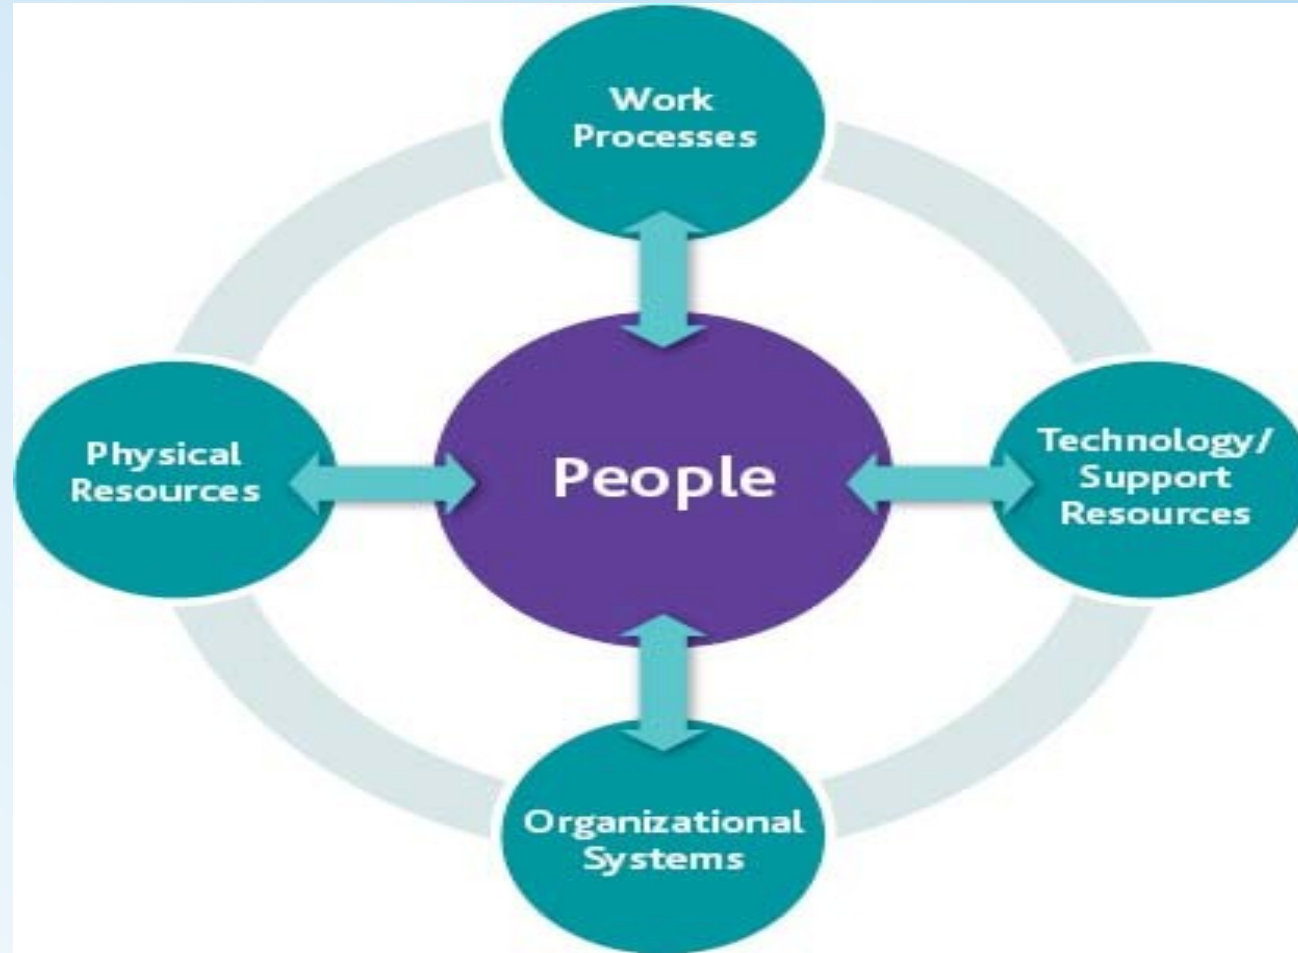 Work
Processes
Physical
Resources
People
Technology/
Support
Resources
Organizational
Systems